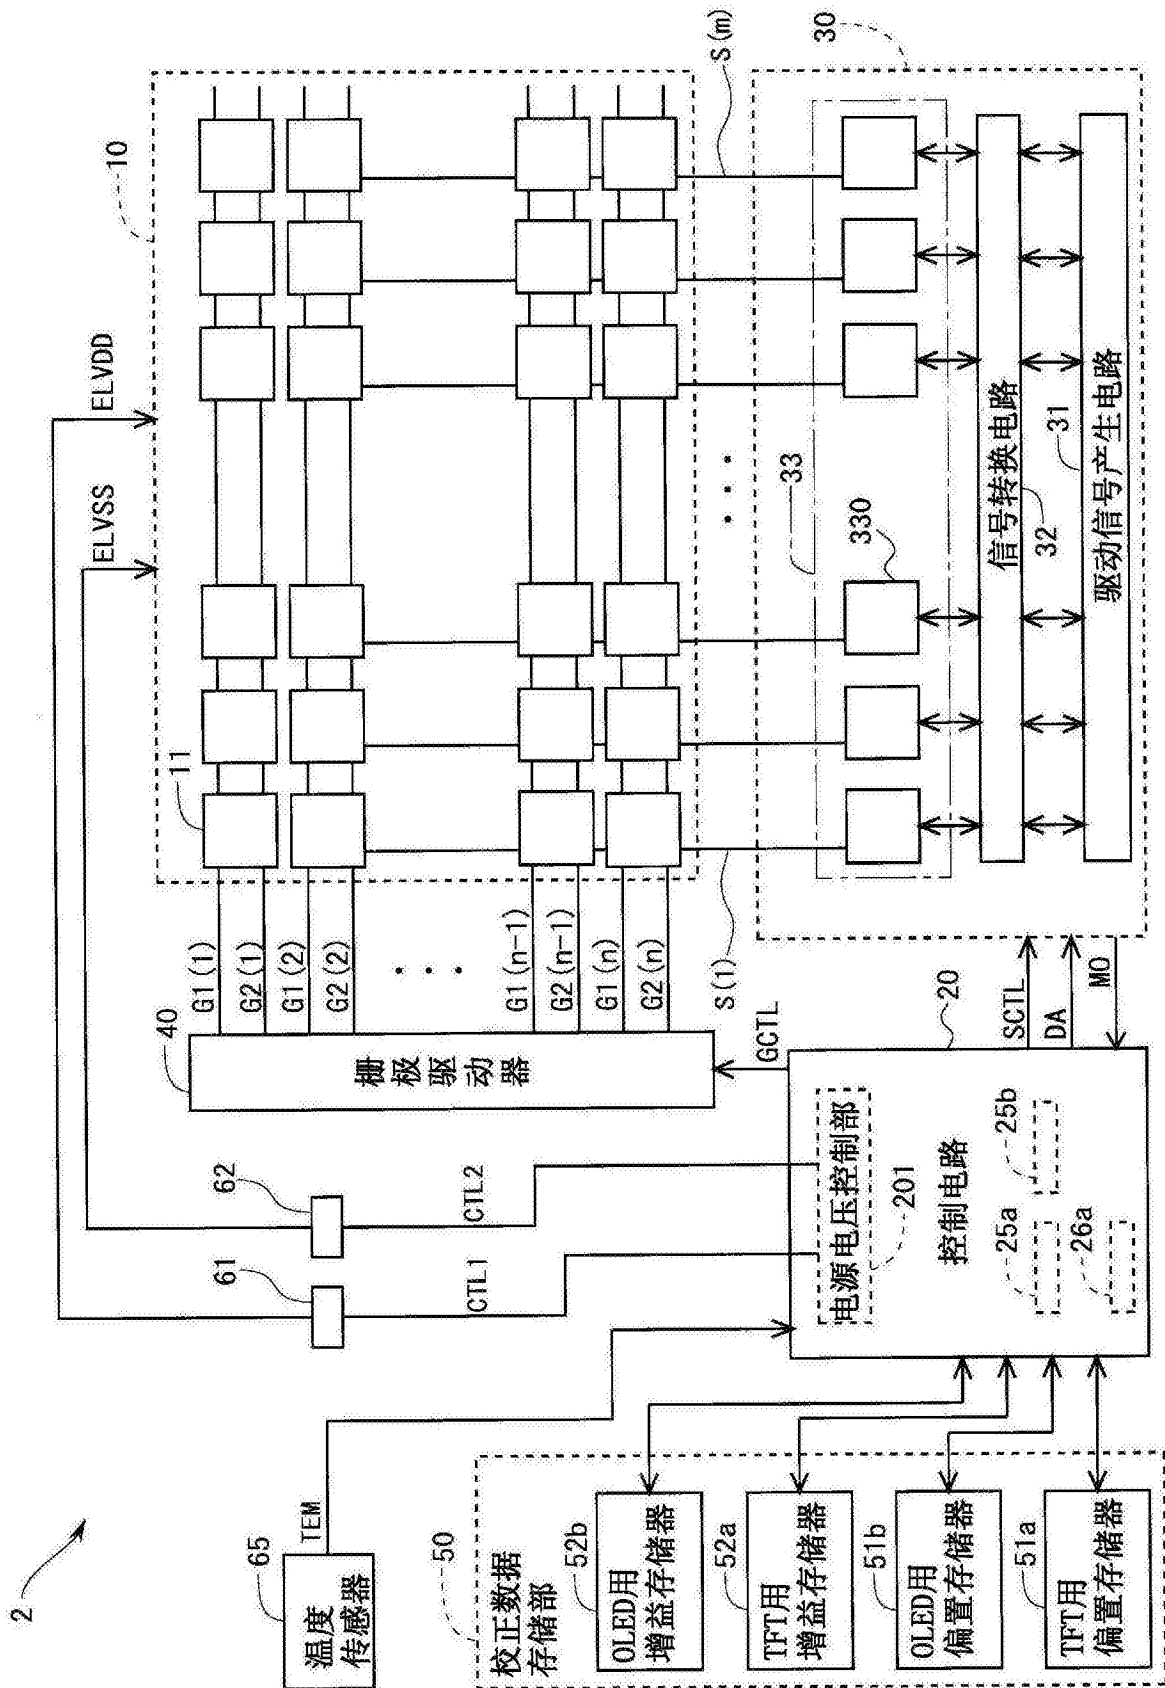 2
65
温度
传感器
TEM
61
62
CTL1
CTL2
ELVSS
ELVDD
40
栅极驱动器
G1(1)
G2(1)
G1(2)
G2(2)
G1(n-1)
G2(n-1)
G1(n)
G2(n)
11
10
S(1)
S(m)
GCTL
50
校正数据
存储部
52b
OLED用
增益存储器
52a
TFT用
增益存储器
51b
OLED用
偏置存储器
51a
TFT用
偏置存储器
20
电源电压控制部
201
控制电路
25a
25b
26a
SCTL
DA
MO
30
33
330
信号转换电路
32
31
驱动信号产生电路